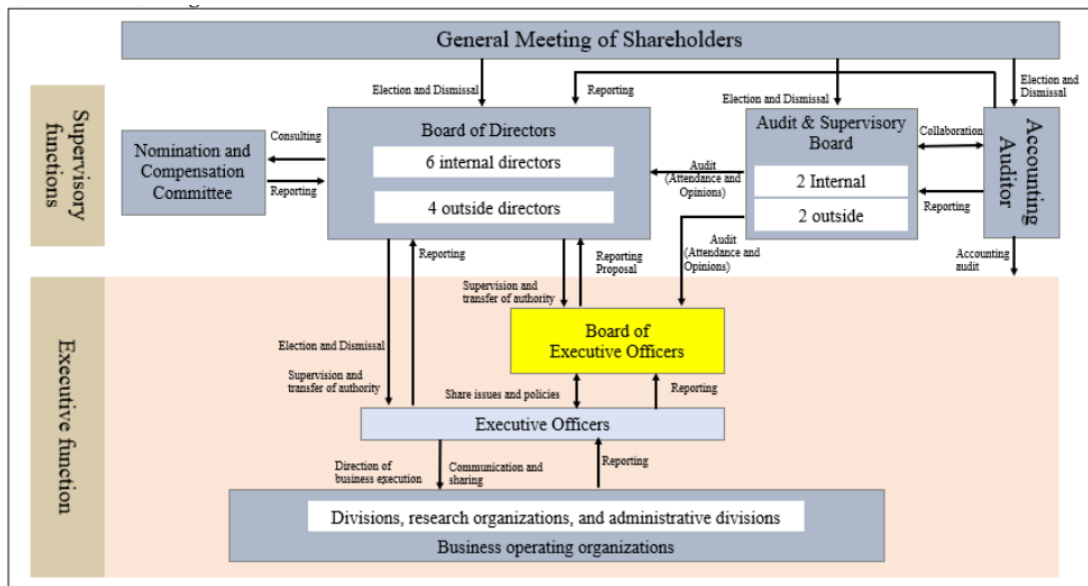 General Meeting of Shareholders
Election and Dismissal
Reporting
Election and Dismissal
Election and
Dismissal
Supervisory
functions
Nomination and
Compensation
Committee
Consulting
Reporting
Board of Directors
6 internal directors
4 outside directors
Audit
(Attendance and
Opinions)
Audit & Supervisory
Board
2 Internal
2 outside
Collaboration
Reporting
Accounting
Auditor
Reporting
Reporting
Proposal
Audit
(Attendance and
Opinions)
Accounting
audit
Supervision and
transfer of authority
Executive function
Board of
Executive Officers
Election and Dismissal
Supervision and
transfer of authority
Share issues and policies
Reporting
Executive Officers
Direction of
business execution
Communication and
sharing
Reporting
Divisions, research organizations, and administrative divisions
Business operating organizations